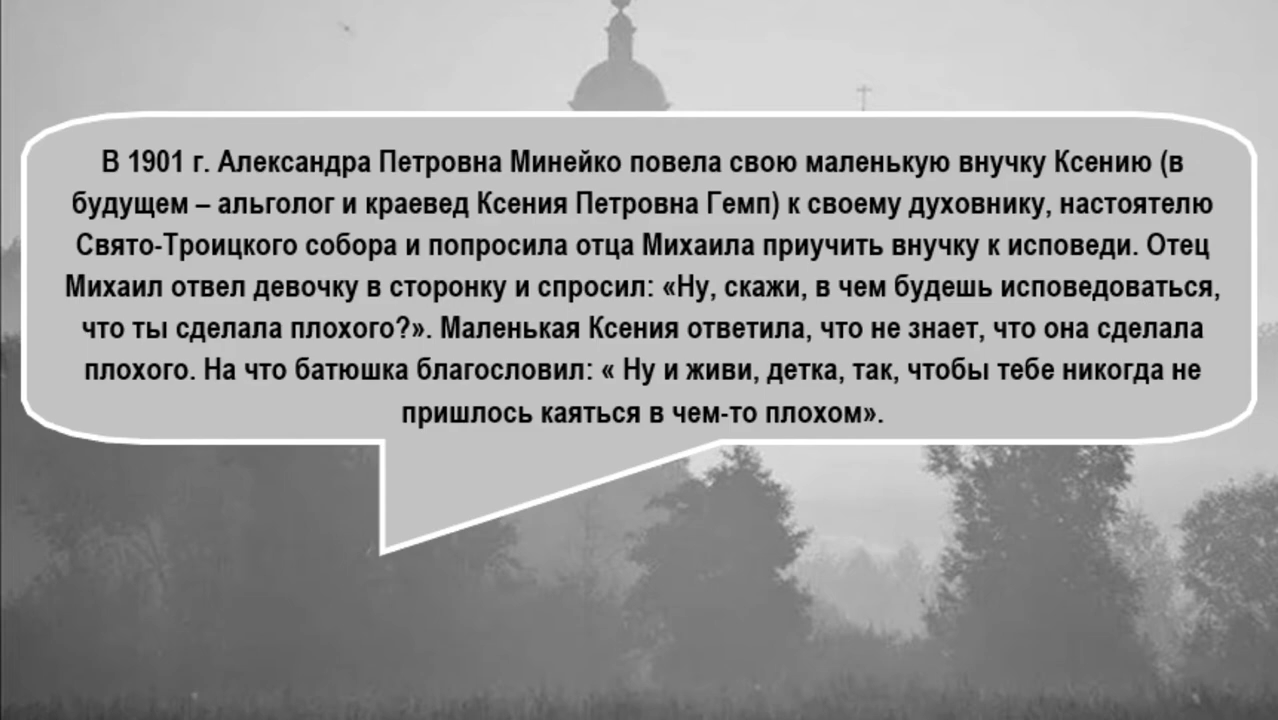 В 1901 г. Александра Петровна Минейко повела свою маленькую внучку Ксению (в
будущем – альголог и краевед Ксения Петровна Гемп) к своему духовнику, настоятелю
Свято-Троицкого собора и попросила отца Михаила приучить внучку к исповеди. Отец
Михаил отвел девочку в сторонку и спросил: «Ну, скажи, в чем будешь исповедоваться,
что ты сделала плохого?». Маленькая Ксения ответила, что не знает, что она сделала
плохого. На что батюшка благословил: « Ну и живи, детка, так, чтобы тебе никогда не
пришлось каяться в чем-то плохом».